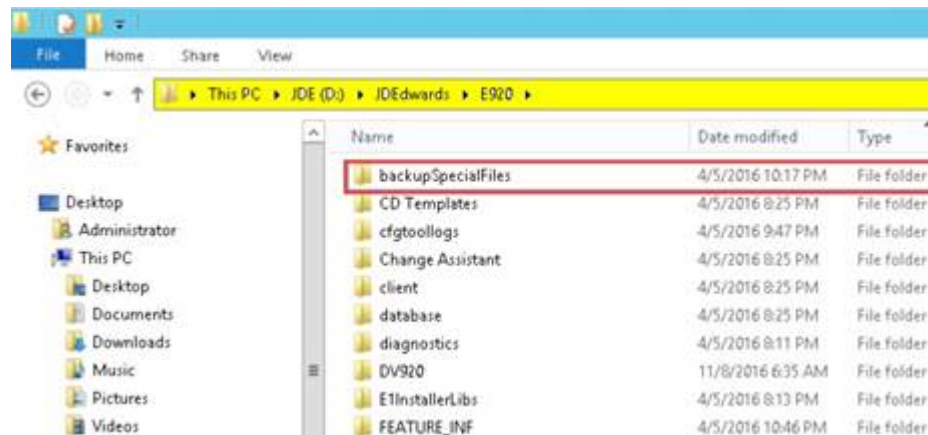 File Home Share View
This PC JDE (D:) JDEdwards E920
Name Date modified Type
Favorites
Desktop
Administrator
This PC
Desktop
Documents
Downloads
Music
Pictures
Videos
backupSpecialFiles 4/5/2016 10:17 PM File folder
CD Templates 4/5/2016 8:25 PM File folder
cfgtoollogs 4/5/2016 9:47 PM File folder
Change Assistant 4/5/2016 8:25 PM File folder
client 4/5/2016 8:25 PM File folder
database 4/5/2016 8:25 PM File folder
diagnostics 4/5/2016 8:11 PM File folder
DV920 11/8/2016 6:35 AM File folder
E1InstallerLibs 4/5/2016 8:13 PM File folder
FEATURE_INF 4/5/2016 10:46 PM File folder